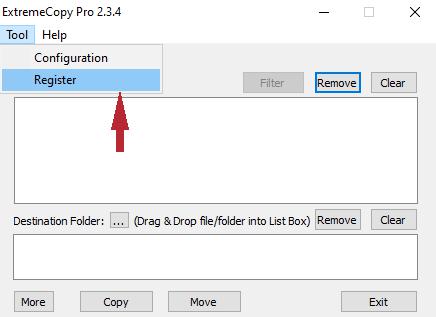 ExtremeCopy Pro 2.3.4
Tool Help
Configuration
Register
Filter Remove Clear
Destination Folder: ... (Drag & Drop file/folder into List Box) Remove Clear
More Copy Move Exit